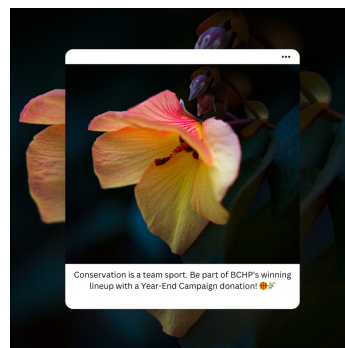 Conservation is a team sport. Be part of BCHP's winning
lineup with a Year-End Campaign donation! 🏀🌿